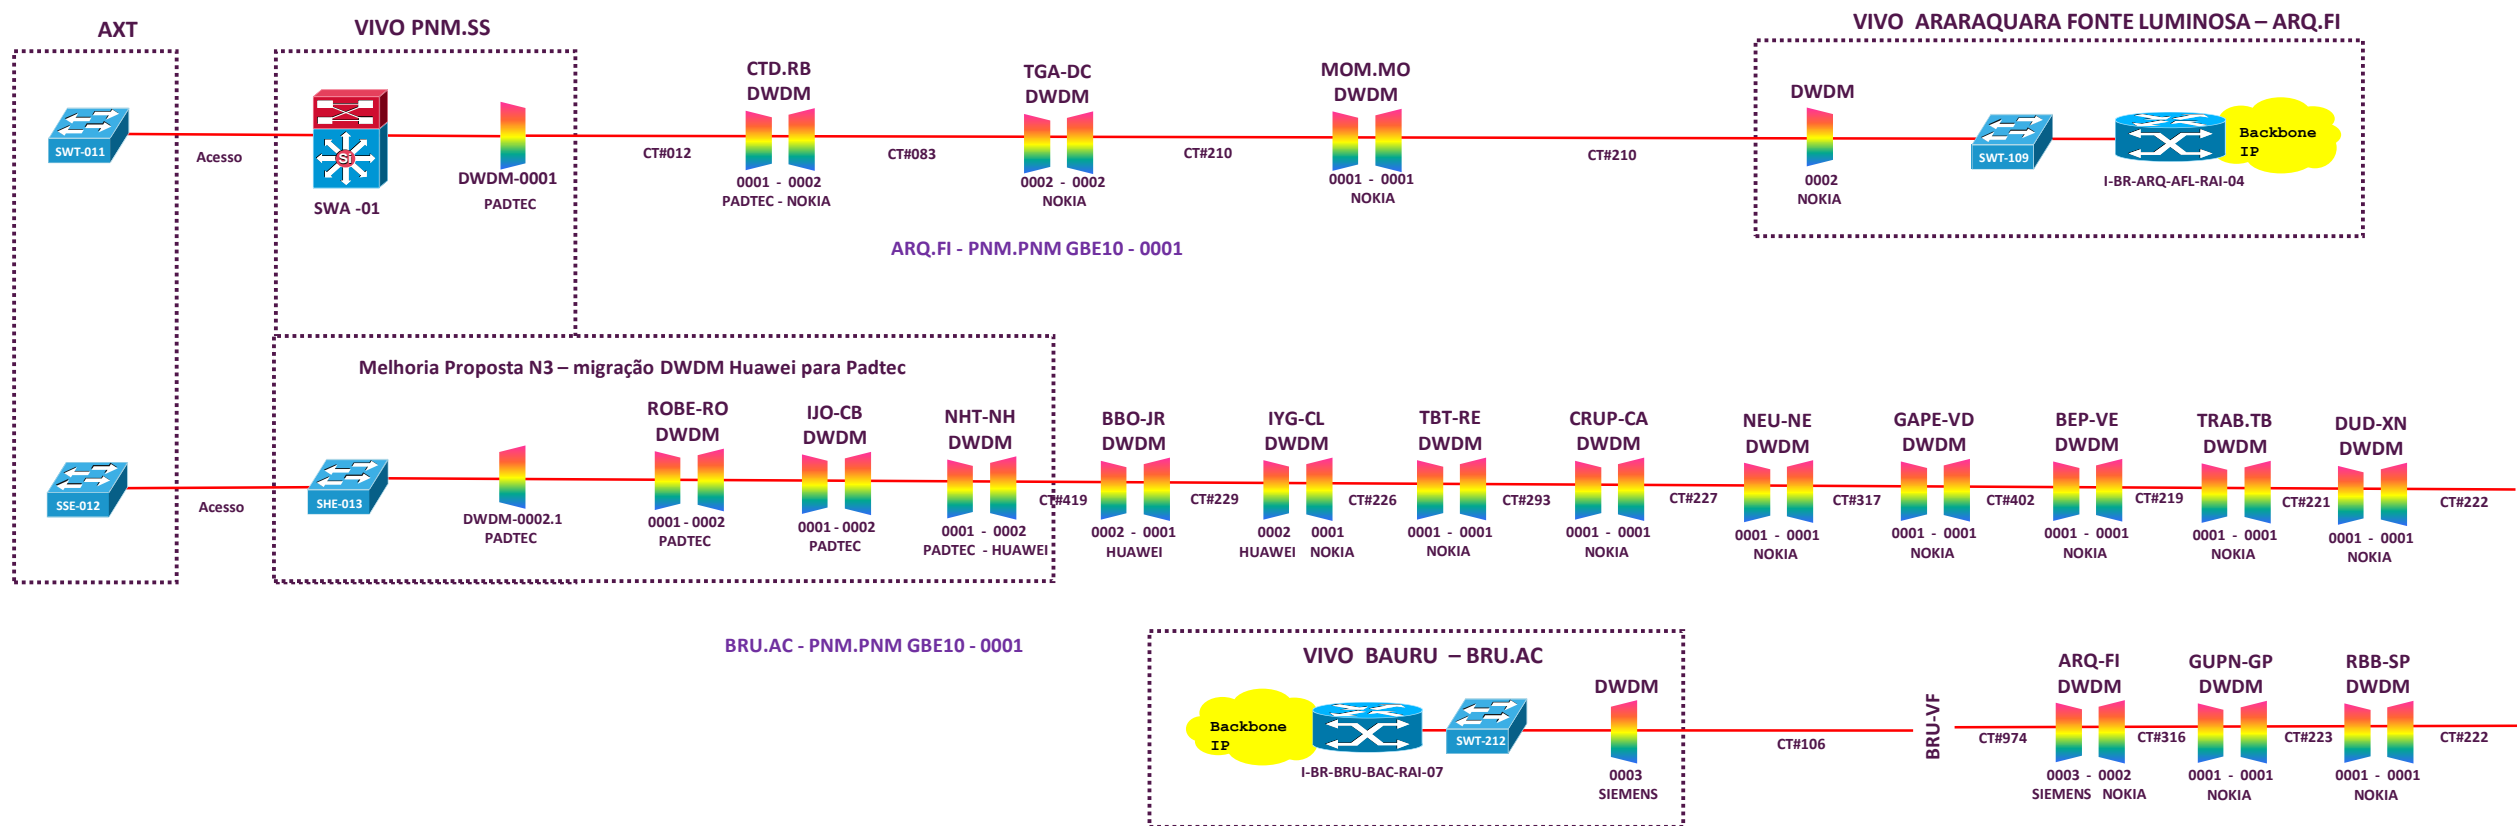 AXT
VIVO PNM.SS
VIVO  ARARAQUARA FONTE LUMINOSA – ARQ.FI
CTD.RB
DWDM
TGA-DC
DWDM
MOM.MO
DWDM
DWDM
SWT-011
Acesso
Si
SWA -01
DWDM-0001
PADTEC
CT#012
0001 - 0002
PADTEC - NOKIA
CT#083
0002 - 0002
NOKIA
CT#210
0001 - 0001
NOKIA
CT#210
0002
NOKIA
SWT-109
Backbone
IP
I-BR-ARQ-AFL-RAI-04
ARQ.FI - PNM.PNM GBE10 - 0001
Melhoria Proposta N3 – migração DWDM Huawei para Padtec
SSE-012
Acesso
SHE-013
DWDM-0002.1
PADTEC
ROBE-RO
DWDM
0001 - 0002
PADTEC
IJO-CB
DWDM
0001 - 0002
PADTEC
NHT-NH
DWDM
0001 - 0002
PADTEC - HUAWEI
CT#419
BBO-JR
DWDM
0002 - 0001
HUAWEI
CT#229
IYG-CL
DWDM
0002 0001
HUAWEI NOKIA
CT#226
TBT-RE
DWDM
0001 - 0001
NOKIA
CT#293
CRUP-CA
DWDM
0001 - 0001
NOKIA
CT#227
NEU-NE
DWDM
0001 - 0001
NOKIA
CT#317
GAPE-VD
DWDM
0001 - 0001
NOKIA
CT#402
BEP-VE
DWDM
0001 - 0001
NOKIA
CT#219
TRAB.TB
DWDM
0001 - 0001
NOKIA
CT#221
DUD-XN
DWDM
0001 - 0001
NOKIA
CT#222
BRU.AC - PNM.PNM GBE10 - 0001
VIVO  BAURU – BRU.AC
Backbone
IP
I-BR-BRU-BAC-RAI-07
SWT-212
DWDM
0003
SIEMENS
CT#106
BRU-VF
CT#974
ARQ-FI
DWDM
0003 - 0002
SIEMENS NOKIA
CT#316
GUPN-GP
DWDM
0001 - 0001
NOKIA
CT#223
RBB-SP
DWDM
0001 - 0001
NOKIA
CT#222